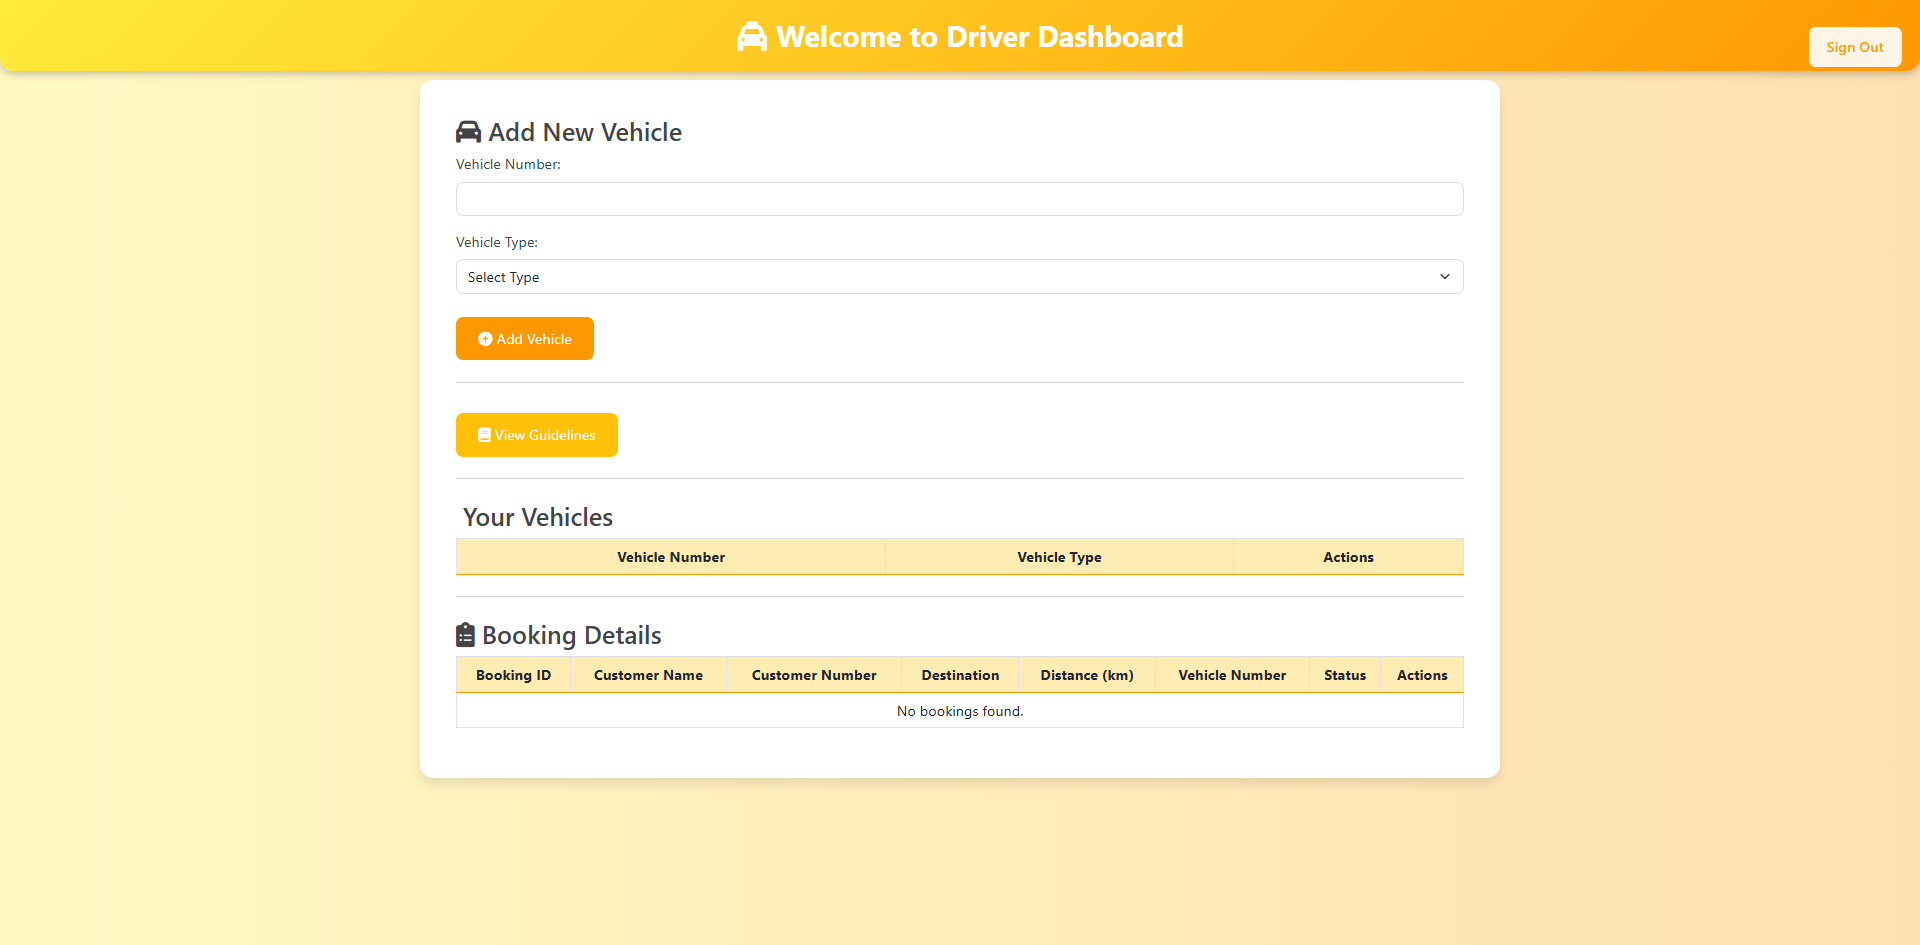 Welcome to Driver Dashboard
Sign Out
Add New Vehicle
Vehicle Number:
Vehicle Type:
Select Type
Add Vehicle
View Guidelines
Your Vehicles
Vehicle Number Vehicle Type Actions
Booking Details
Booking ID Customer Name Customer Number Destination Distance (km) Vehicle Number Status Actions
No bookings found.